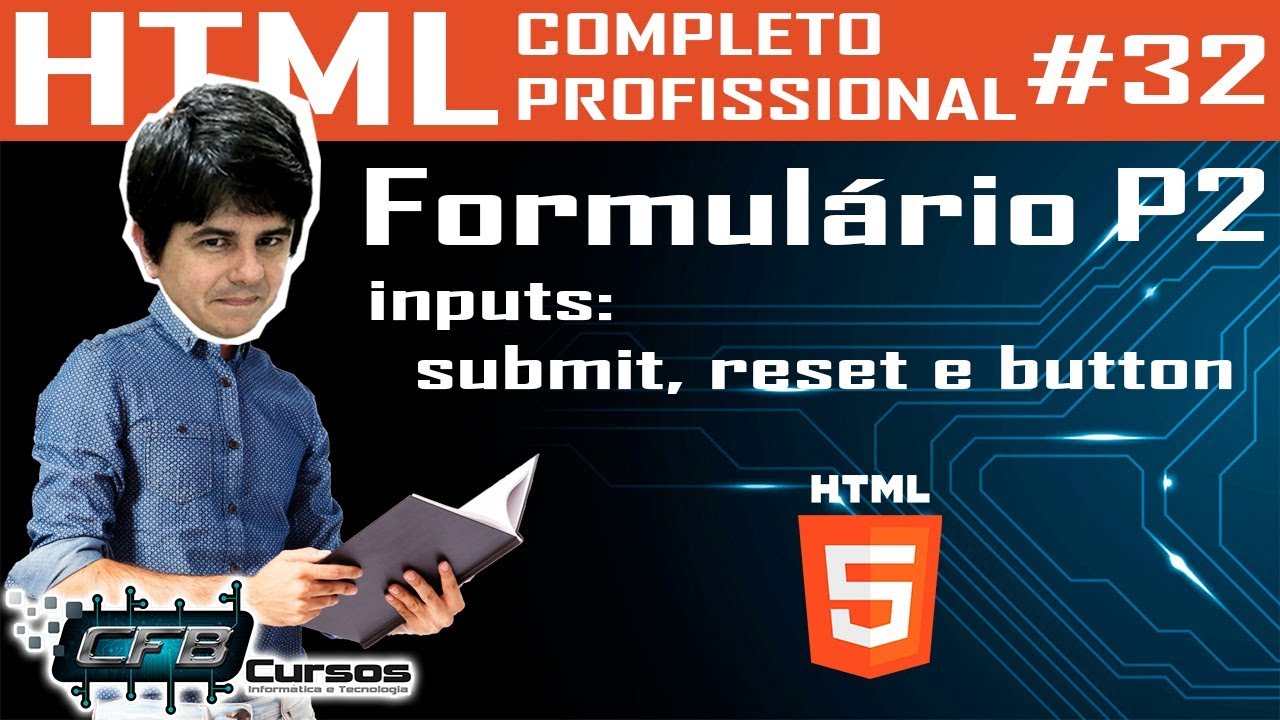 HTML COMPLETO
PROFISSIONAL #32
Formulário P2
inputs:
submit, reset e button
HTML
5
CFB
Cursos
Informática e Tecnologia